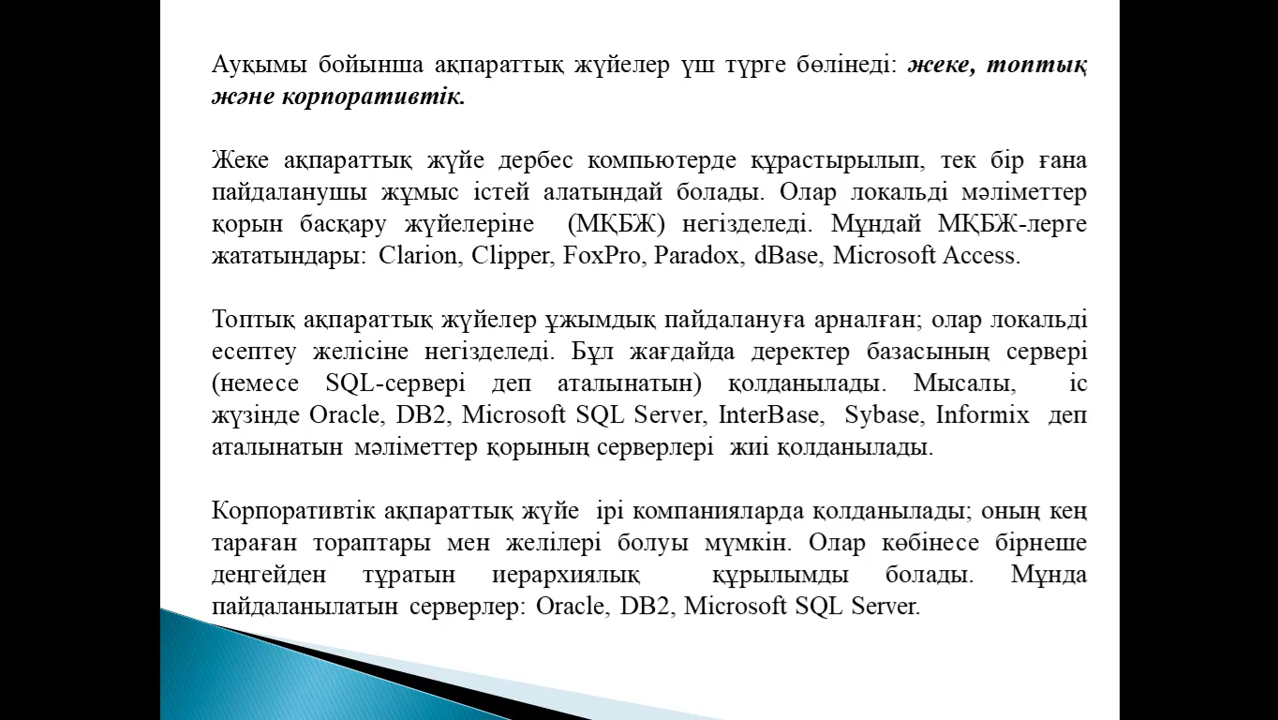 Ауқымы бойынша ақпараттық жүйелер үш түрге бөлінеді: жеке, топтық
және корпоративтік.
Жеке ақпараттық жүйе дербес компьютерде құрастырылып, тек бір ғана
пайдаланушы жұмыс істей алатындай болады. Олар локальді мәліметтер
қорын басқару жүйелеріне (МҚБЖ) негізделеді. Мұндай МҚБЖ-лерге
жататындары: Clarion, Clipper, FoxPro, Paradox, dBase, Microsoft Access.
Топтық ақпараттық жүйелер ұжымдық пайдалануға арналған; олар локальді
есептеу желісіне негізделеді. Бұл жағдайда деректер базасының сервері
(немесе SQL-сервері деп аталынатын) қолданылады. Мысалы, іс
жүзінде Oracle, DB2, Microsoft SQL Server, InterBase, Sybase, Informix деп
аталынатын мәліметтер қорының серверлері жиі қолданылады.
Корпоративтік ақпараттық жүйе ірі компанияларда қолданылады; оның кең
тараған тораптары мен желілері болуы мүмкін. Олар көбінесе бірнеше
деңгейден тұратын иерархиялық құрылымды болады. Мұнда
пайдаланылатын серверлер: Oracle, DB2, Microsoft SQL Server.